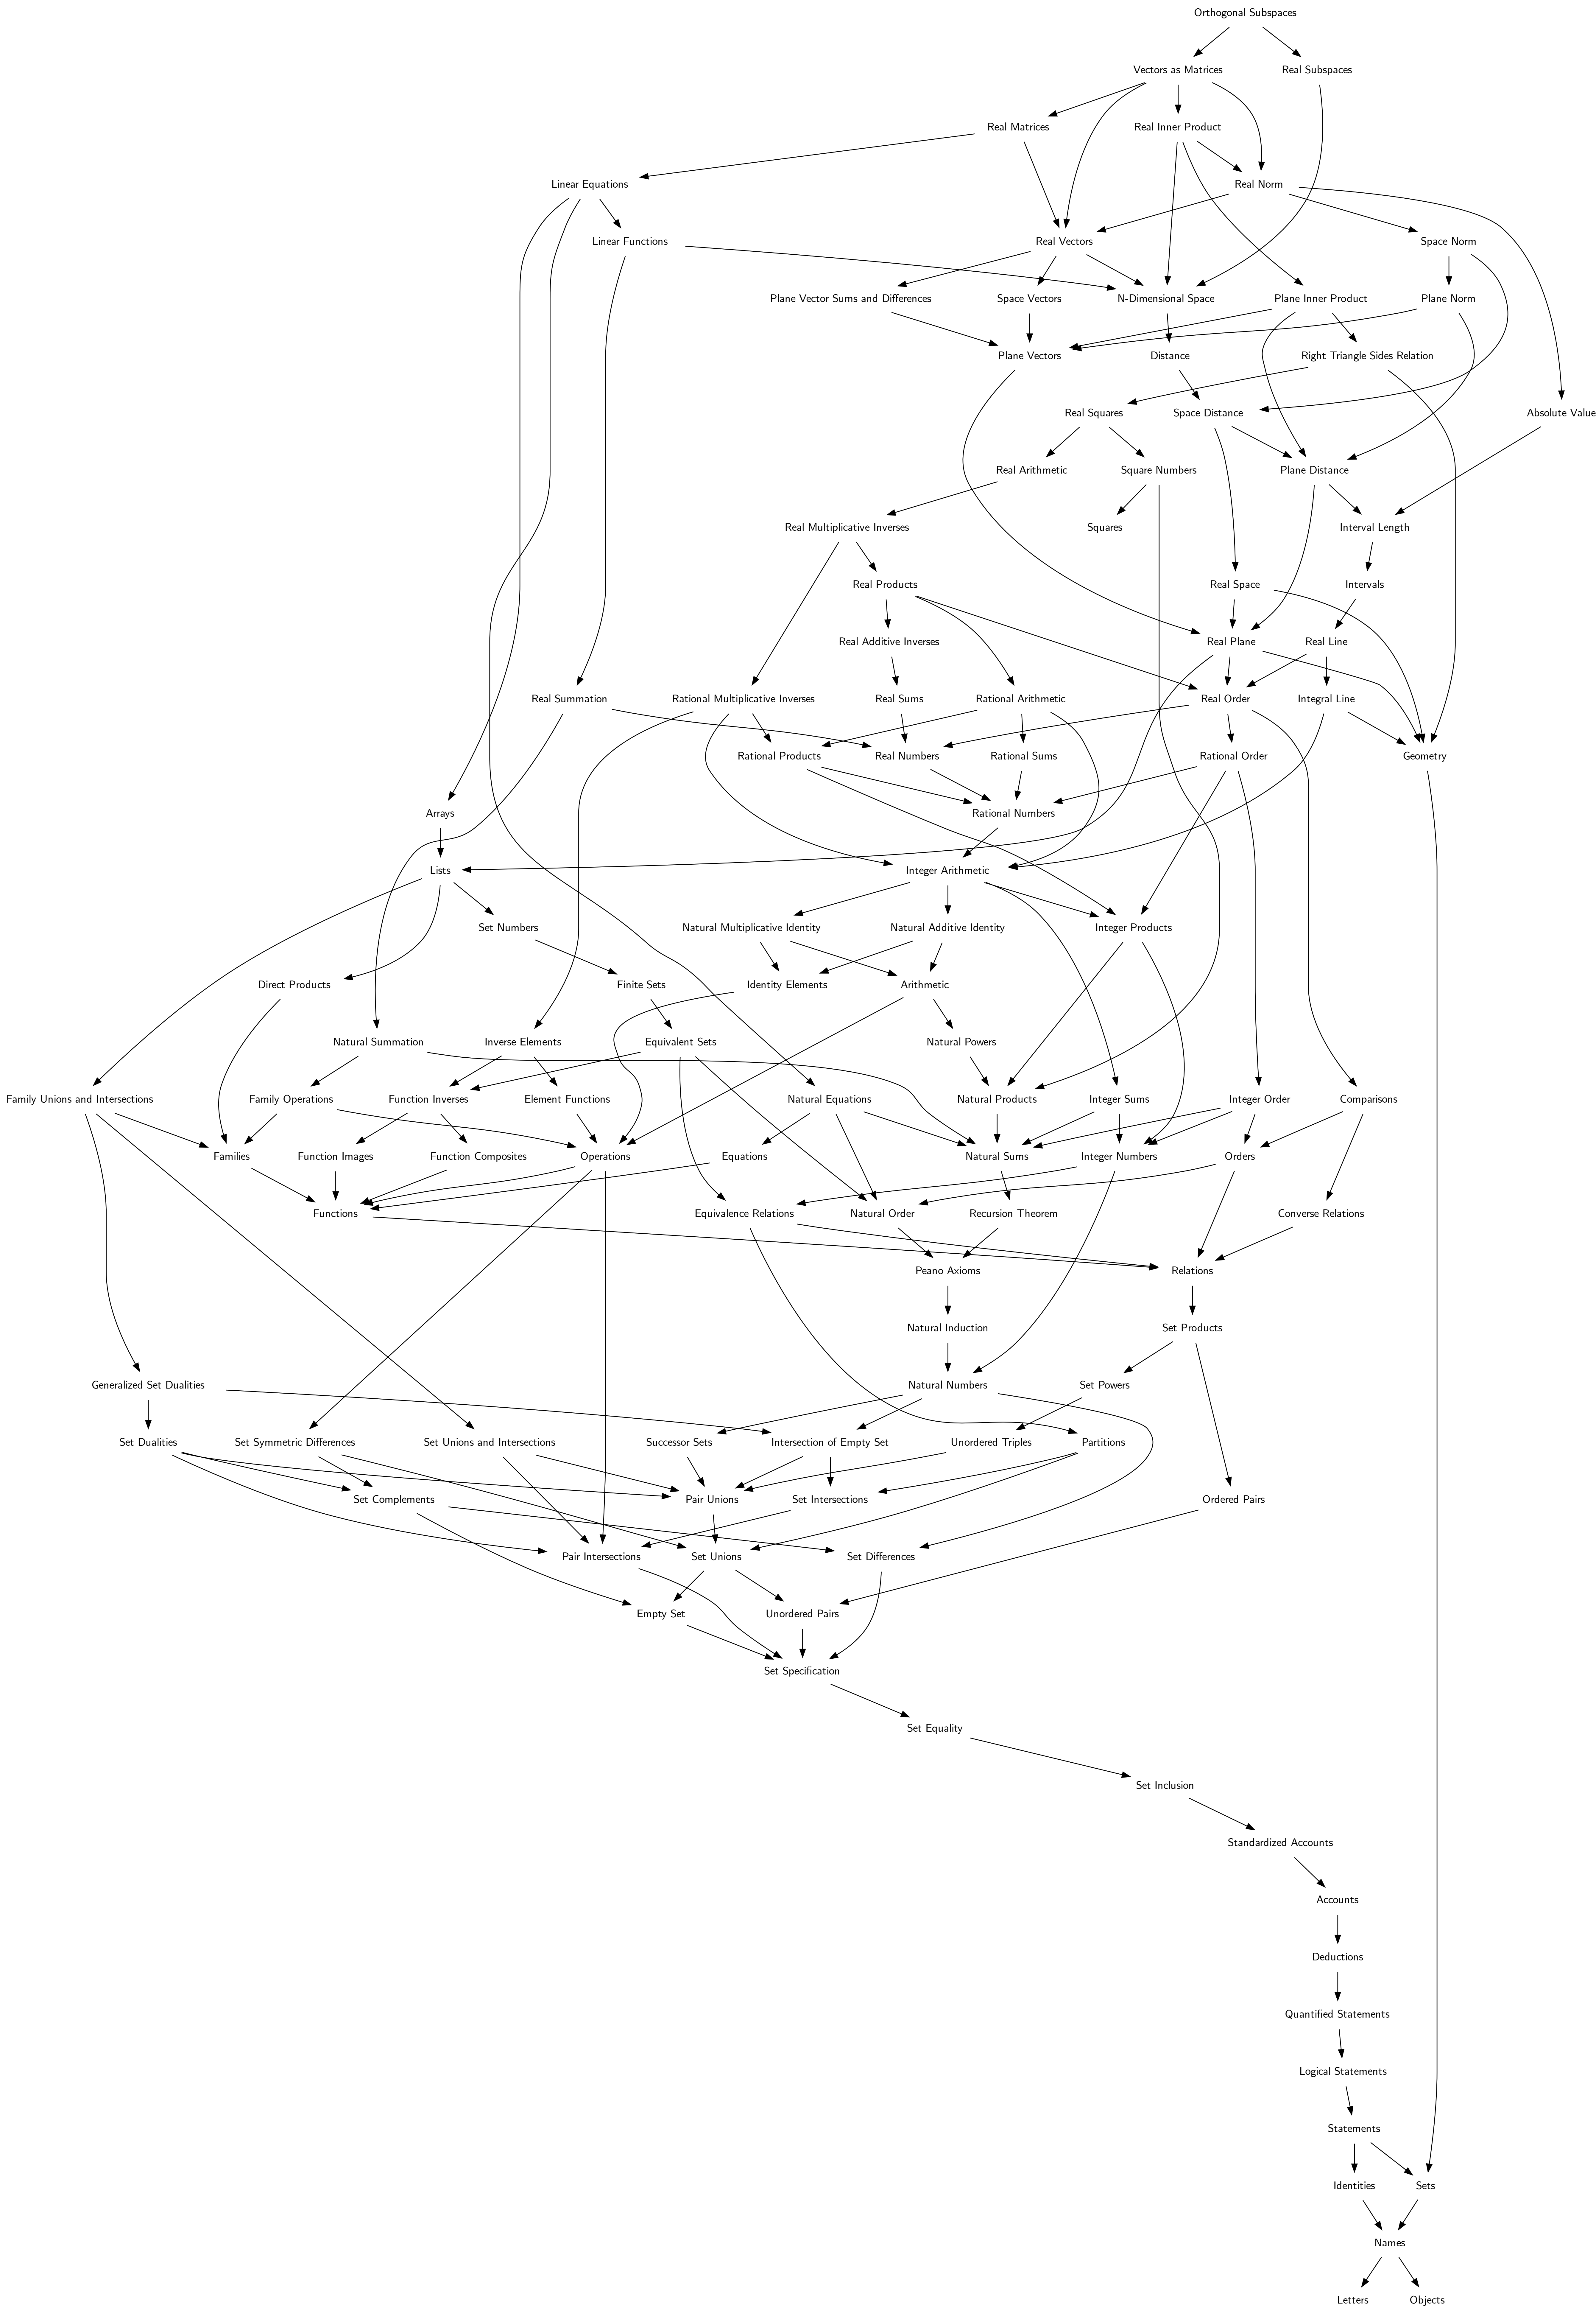 Orthogonal Subspaces
Vectors as Matrices
Real Subspaces
Real Matrices
Real Inner Product
Linear Equations
Real Norm
Linear Functions
Real Vectors
Space Norm
Plane Vector Sums and Differences
Space Vectors
N-Dimensional Space
Plane Inner Product
Plane Norm
Plane Vectors
Distance
Right Triangle Sides Relation
Real Squares
Space Distance
Absolute Value
Real Arithmetic
Square Numbers
Plane Distance
Real Multiplicative Inverses
Squares
Interval Length
Real Products
Real Space
Intervals
Real Additive Inverses
Real Plane
Real Line
Real Summation
Rational Multiplicative Inverses
Real Sums
Rational Arithmetic
Real Order
Integral Line
Rational Products
Real Numbers
Rational Sums
Rational Order
Geometry
Arrays
Rational Numbers
Lists
Integer Arithmetic
Set Numbers
Natural Multiplicative Identity
Natural Additive Identity
Integer Products
Direct Products
Finite Sets
Identity Elements
Arithmetic
Natural Summation
Inverse Elements
Equivalent Sets
Natural Powers
Family Unions and Intersections
Family Operations
Function Inverses
Element Functions
Natural Equations
Natural Products
Integer Sums
Integer Order
Comparisons
Families
Function Images
Function Composites
Operations
Equations
Natural Sums
Integer Numbers
Orders
Functions
Equivalence Relations
Natural Order
Recursion Theorem
Converse Relations
Peano Axioms
Relations
Natural Induction
Set Products
Generalized Set Dualities
Natural Numbers
Set Powers
Set Dualities
Set Symmetric Differences
Set Unions and Intersections
Successor Sets
Intersection of Empty Set
Unordered Triples
Partitions
Set Complements
Pair Unions
Set Intersections
Ordered Pairs
Pair Intersections
Set Unions
Set Differences
Empty Set
Unordered Pairs
Set Specification
Set Equality
Set Inclusion
Standardized Accounts
Accounts
Deductions
Quantified Statements
Logical Statements
Statements
Identities
Sets
Names
Letters
Objects